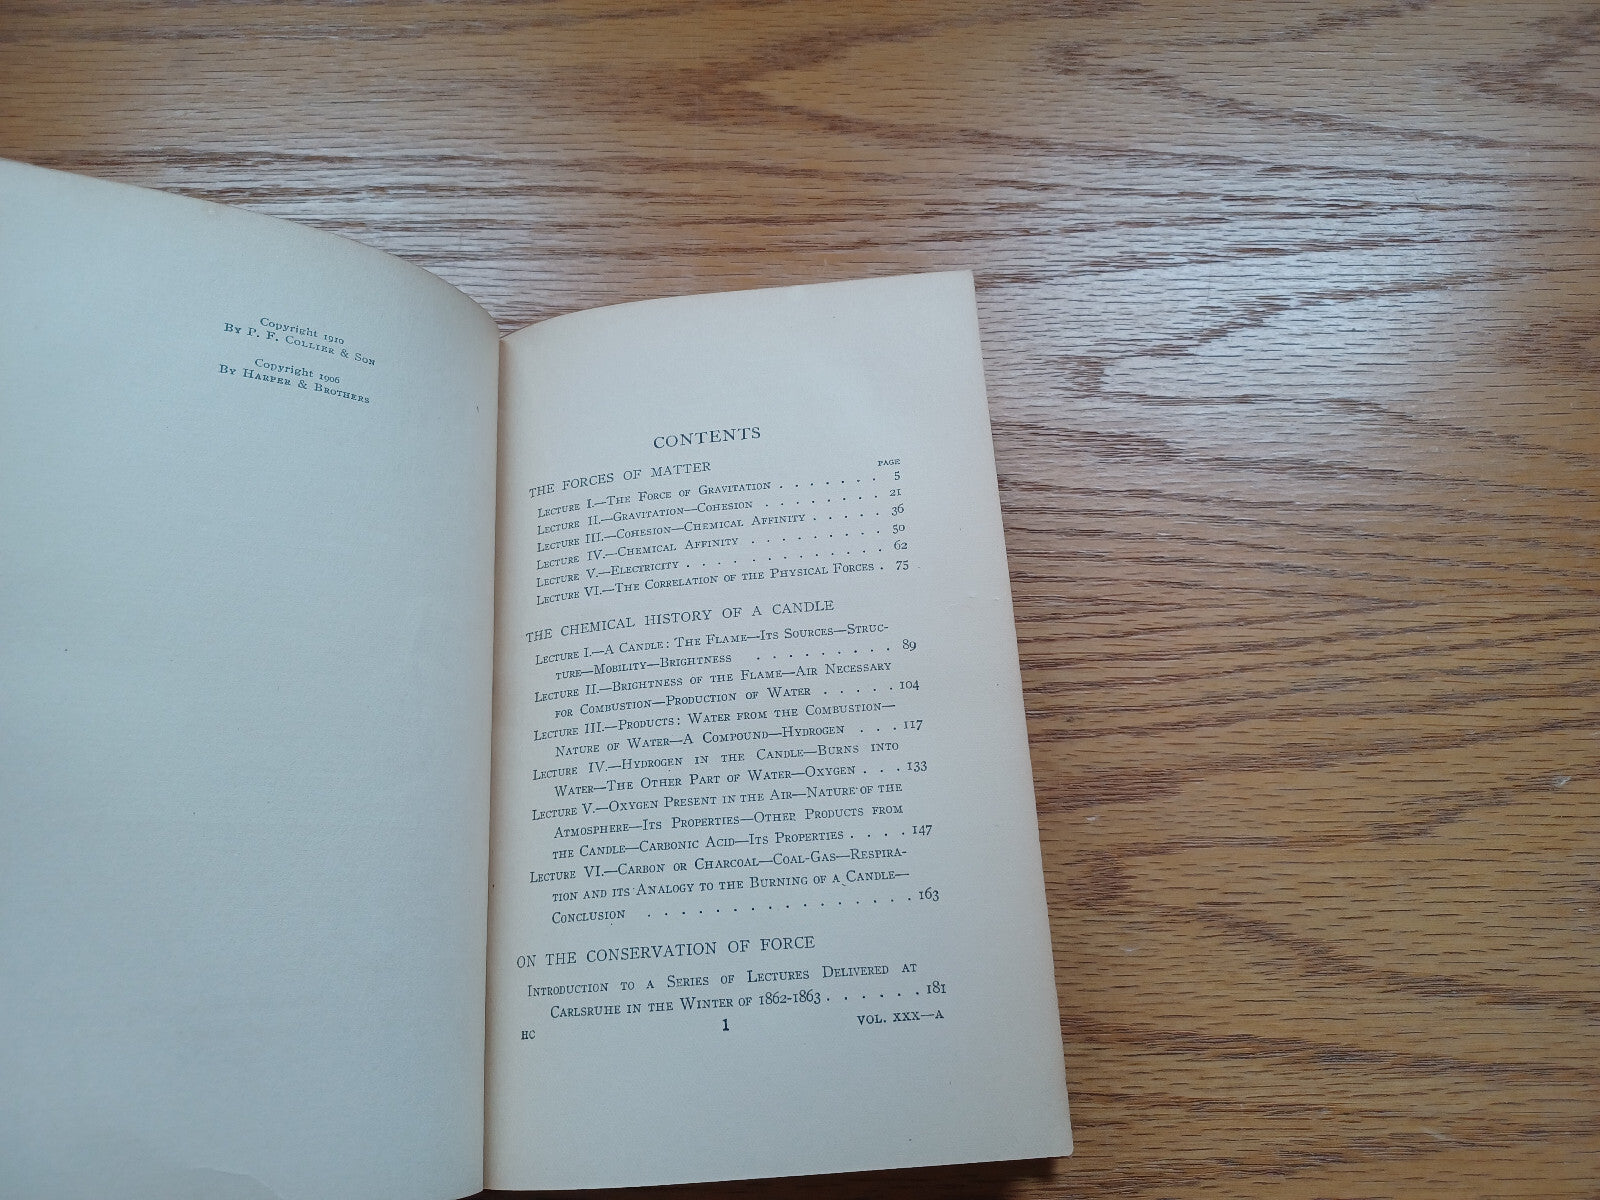 Copyright 1910
By P. F. Collier & Son
Copyright 1906
By Harper & Brothers
CONTENTS
PAGE
THE FORCES OF MATTER
Lecture I.—The Force of Gravitation . . . . . . . 5
Lecture II.—Gravitation—Cohesion . . . . . . . 21
Lecture III.—Cohesion—Chemical Affinity . . . . . 36
Lecture IV.—Chemical Affinity . . . . . . . . . 50
Lecture V.—Electricity . . . . . . . . . . . 62
Lecture VI.—The Correlation of the Physical Forces . 75
THE CHEMICAL HISTORY OF A CANDLE
Lecture I.—A Candle: The Flame—Its Sources—Struc-
ture—Mobility—Brightness . . . . . . . . . 89
Lecture II.—Brightness of the Flame—Air Necessary
for Combustion—Production of Water . . . . . 104
Lecture III.—Products: Water from the Combustion—
Nature of Water—A Compound—Hydrogen . . . 117
Lecture IV.—Hydrogen in the Candle—Burns into
Water—The Other Part of Water—Oxygen . . . 133
Lecture V.—Oxygen Present in the Air—Nature of the
Atmosphere—Its Properties—Other Products from
the Candle—Carbonic Acid—Its Properties . . . . 147
Lecture VI.—Carbon or Charcoal—Coal-Gas—Respira-
tion and its Analogy to the Burning of a Candle—
Conclusion . . . . . . . . . . . . . . . . 163
ON THE CONSERVATION OF FORCE
Introduction to a Series of Lectures Delivered at
Carlsruhe in the Winter of 1862-1863 . . . . . . 181
HC 1 VOL. XXX—A